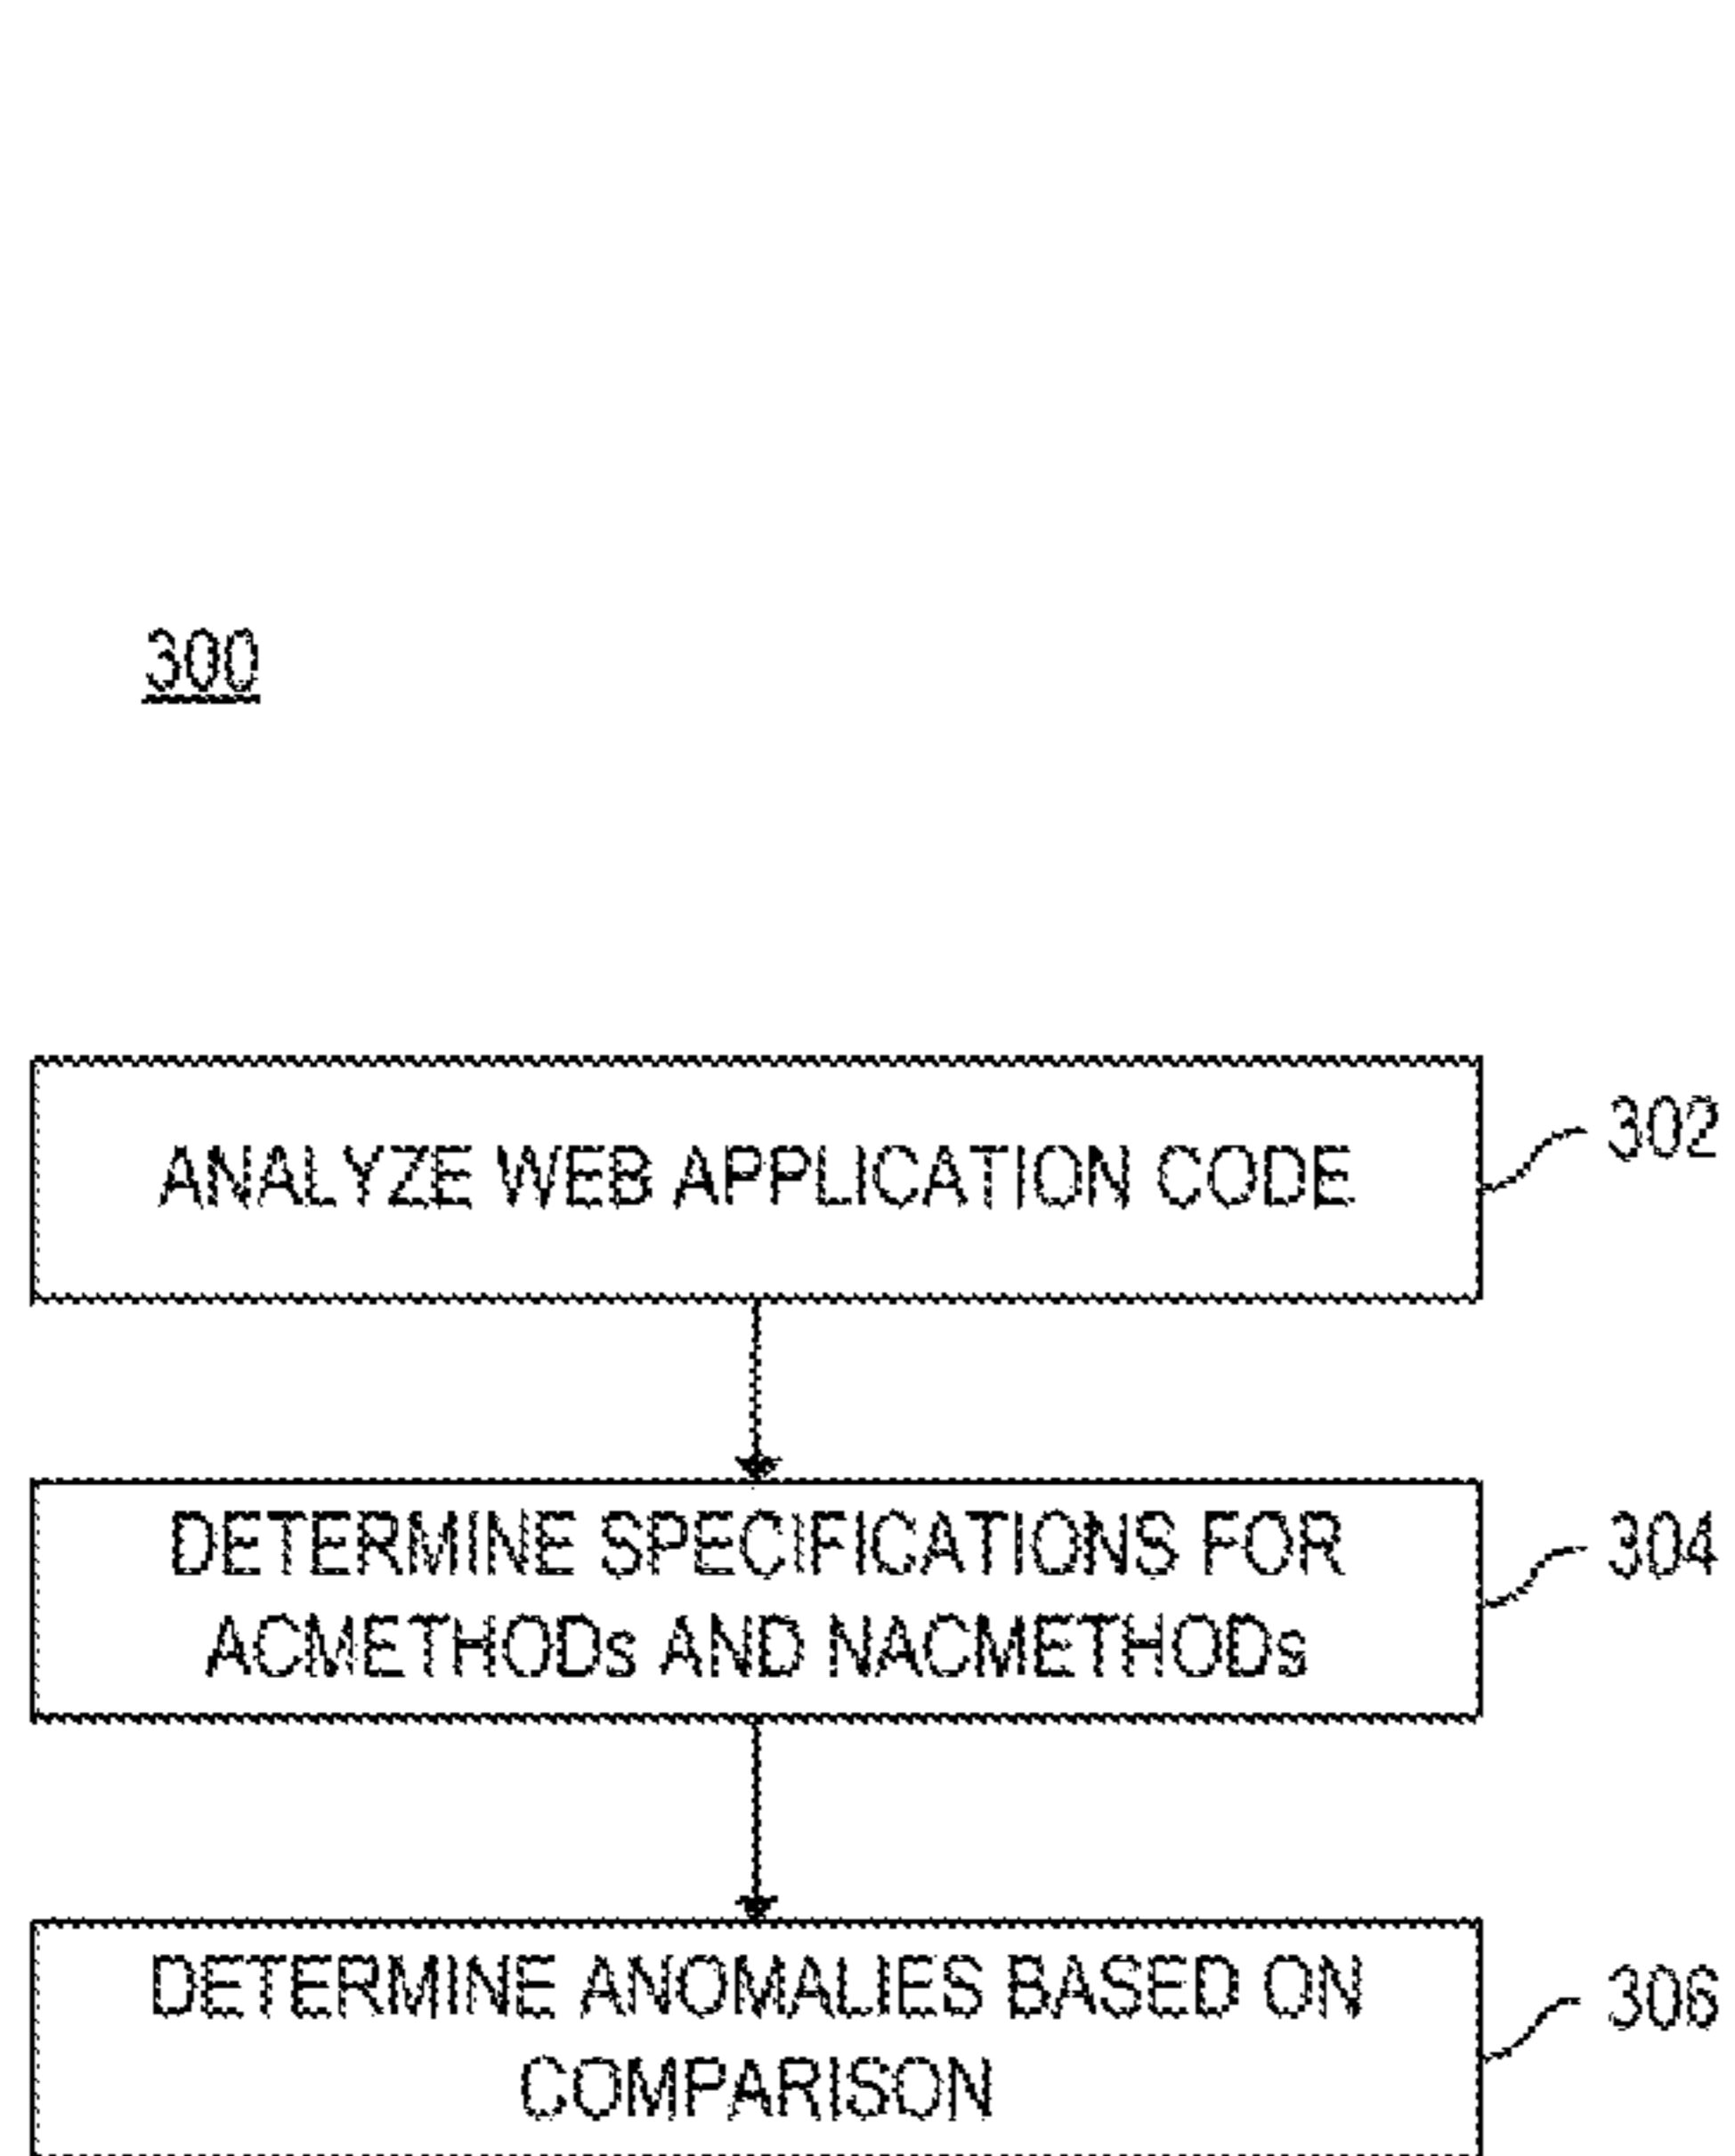 300
ANALYZE WEB APPLICATION CODE
302
DETERMINE SPECIFICATIONS FOR
ACMETHODs AND NACMETHODs
304
DETERMINE ANOMALIES BASED ON
COMPARISON
306